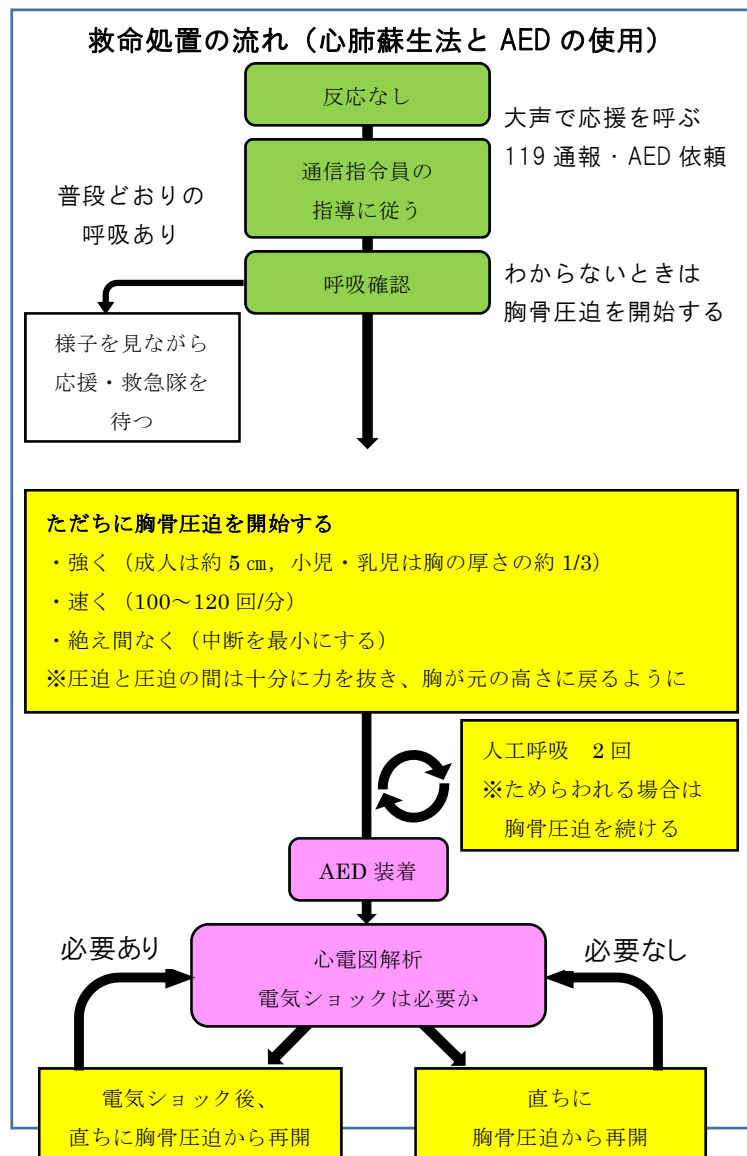 救命処置の流れ（心肺蘇生法と AED の使用）
反応なし
大声で応援を呼ぶ
119 通報・AED 依頼
通信指令員の
指導に従う
普段どおりの
呼吸あり
呼吸確認
わからないときは
胸骨圧迫を開始する
様子を見ながら
応援・救急隊を
待つ
ただちに胸骨圧迫を開始する
・強く（成人は約 5 ㎝，小児・乳児は胸の厚さの約 1/3）
・速く（100～120 回/分）
・絶え間なく（中断を最小にする）
※圧迫と圧迫の間は十分に力を抜き、胸が元の高さに戻るように
人工呼吸　2 回
※ためらわれる場合は
胸骨圧迫を続ける
AED 装着
心電図解析
電気ショックは必要か
必要あり
必要なし
電気ショック後、
直ちに胸骨圧迫から再開
直ちに
胸骨圧迫から再開